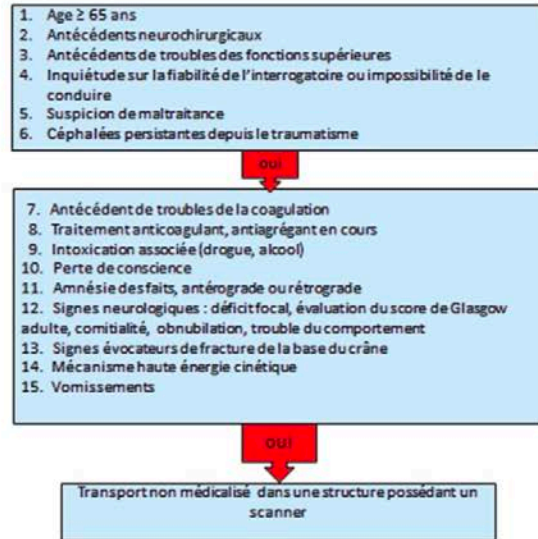 1. Age ≥ 65 ans
2. Antécédents neurochirurgicaux
3. Antécédents de troubles des fonctions supérieures
4. Inquiétude sur la fiabilité de l'interrogatoire ou impossibilité de le
conduire
5. Suspicion de maltraitance
6. Céphalées persistantes depuis le traumatisme
oui
7. Antécédent de troubles de la coagulation
8. Traitement anticoagulant, antiagrégant en cours
9. Intoxication associée (drogue, alcool)
10. Perte de conscience
11. Amnésie des faits, antérograde ou rétrograde
12. Signes neurologiques : déficit focal, évaluation du score de Glasgow
adulte, comitialité, obnubilation, trouble du comportement
13. Signes évocateurs de fracture de la base du crâne
14. Mécanisme haute énergie cinétique
15. Vomissements
oui
Transport non médicalisé dans une structure possédant un
scanner